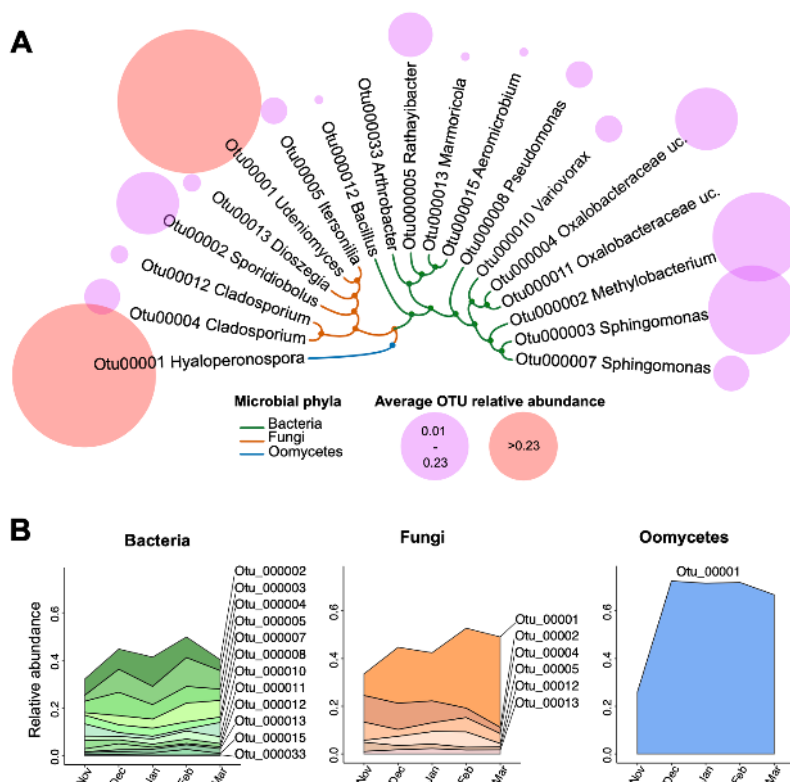 A
Otu00001 Hyaloperonospora
Otu00004 Cladosporium
Otu00012 Cladosporium
Otu00002 Sporidiobolus
Otu00013 Dioszegia
Otu00001 Udeniomyces
Otu00005 Itersonilia
Otu000012 Bacillus
Otu000033 Arthrobacter
Otu000005 Rathayibacter
Otu000013 Marmoricola
Otu000015 Aeromicrobium
Otu000008 Pseudomonas
Otu000010 Variovorax
Otu000004 Oxalobacteraceae uc.
Otu000011 Oxalobacteraceae uc.
Otu000002 Methylobacterium
Otu000003 Sphingomonas
Otu000007 Sphingomonas
Microbial phyla
Bacteria
Fungi
Oomycetes
Average OTU relative abundance
0.01
-
0.23
>0.23
B
Bacteria
Relative abundance
0.6
0.4
0.2
0.0
Nov
Dec
Jan
Feb
Mar
Otu_000002
Otu_000003
Otu_000004
Otu_000005
Otu_000007
Otu_000008
Otu_000010
Otu_000011
Otu_000012
Otu_000013
Otu_000015
Otu_000033
Fungi
0.6
0.4
0.2
0.0
Nov
Dec
Jan
Feb
Mar
Otu_00001
Otu_00002
Otu_00004
Otu_00005
Otu_00012
Otu_00013
Oomycetes
Otu_00001
0.6
0.4
0.2
0.0
Nov
Dec
Jan
Feb
Mar